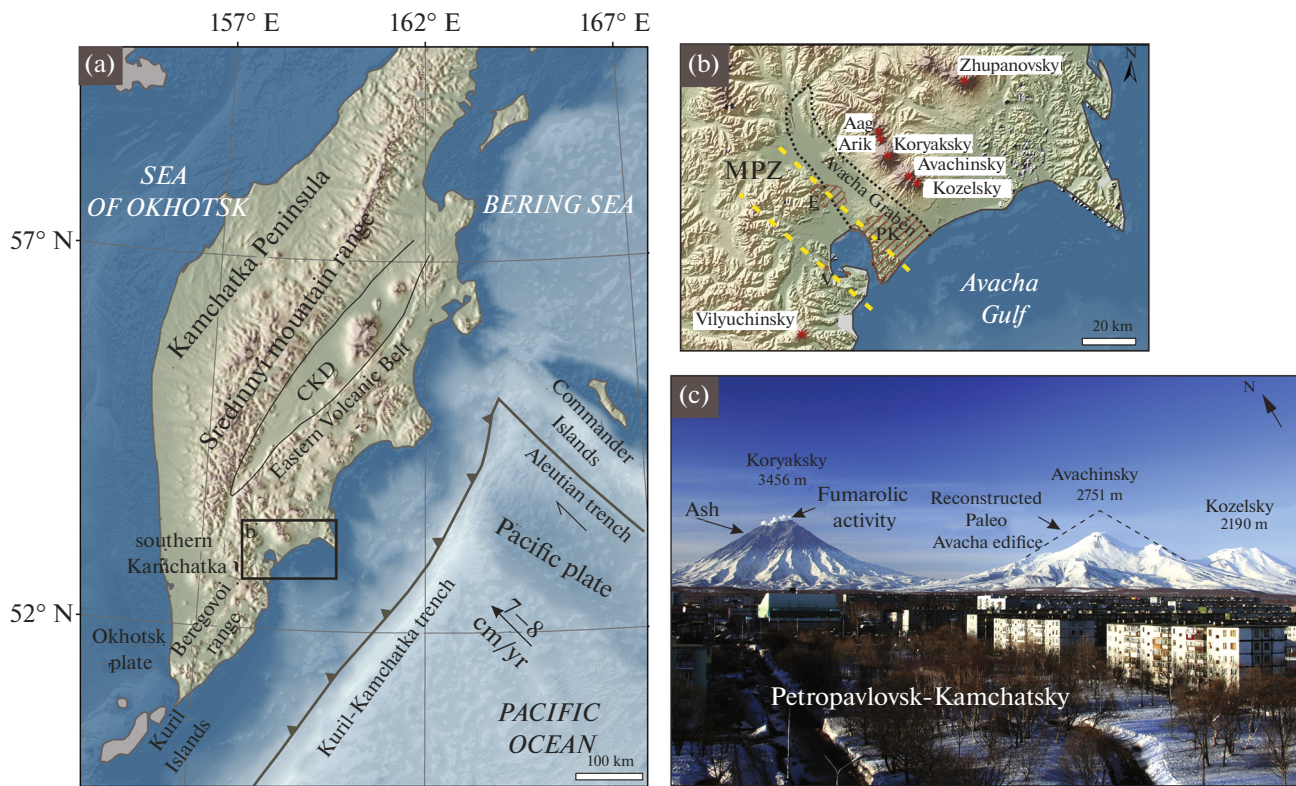 157° E
162° E
167° E
(a)
SEA
OF OKHOTSK
BERING SEA
57° N
Kamchatka Peninsula
Sredinnyi mountain range
CKD
Eastern Volcanic Belt
Commander
Islands
Aleutian trench
Pacific plate
b
southern
Kamchatka
52° N
Okhotsk
plate
Beregovoi
range
7–8
cm/yr
Kuril-Kamchatka trench
Kuril
Islands
PACIFIC
OCEAN
100 km
(b)
N
Zhupanovsky
Aag
Arik
Koryaksky
Avachinsky
Kozelsky
MPZ
Avacha Graben
E
PK
V
Avacha
Gulf
Vilyuchinsky
20 km
(c)
N
Koryaksky
3456 m
Ash
Fumarolic
activity
Reconstructed
Paleo
Avacha edifice
Avachinsky
2751 m
Kozelsky
2190 m
Petropavlovsk-Kamchatsky